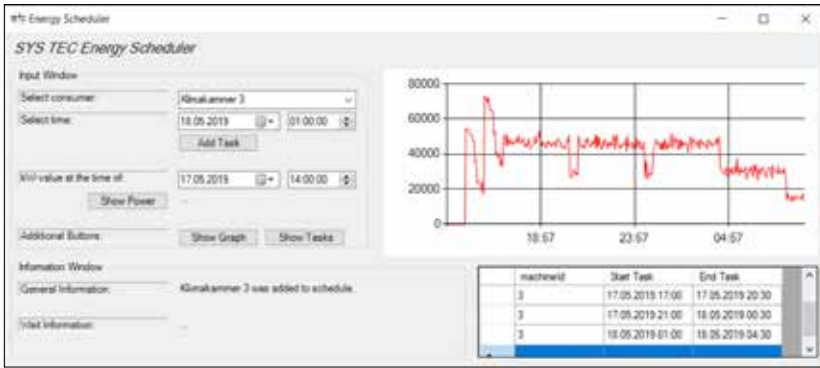 Energy Scheduler
SYS TEC Energy Scheduler
Input Window
Select consumer:
Klimakammer 3
Select time:
18.05.2019
01:00:00
Add Task
kW-value at the time of:
17.05.2019
14:00:00
Show Power
...
Additional Buttons:
Show Graph
Show Tasks
80000
60000
40000
20000
0
18:57
23:57
04:57
Information Window
General Information:
Klimakammer 3 was added to schedule.
Watt Information:
...
machineId
Start Task
End Task
3
17.05.2019 17:00
17.05.2019 20:30
3
17.05.2019 21:00
18.05.2019 00:30
3
18.05.2019 01:00
18.05.2019 04:30